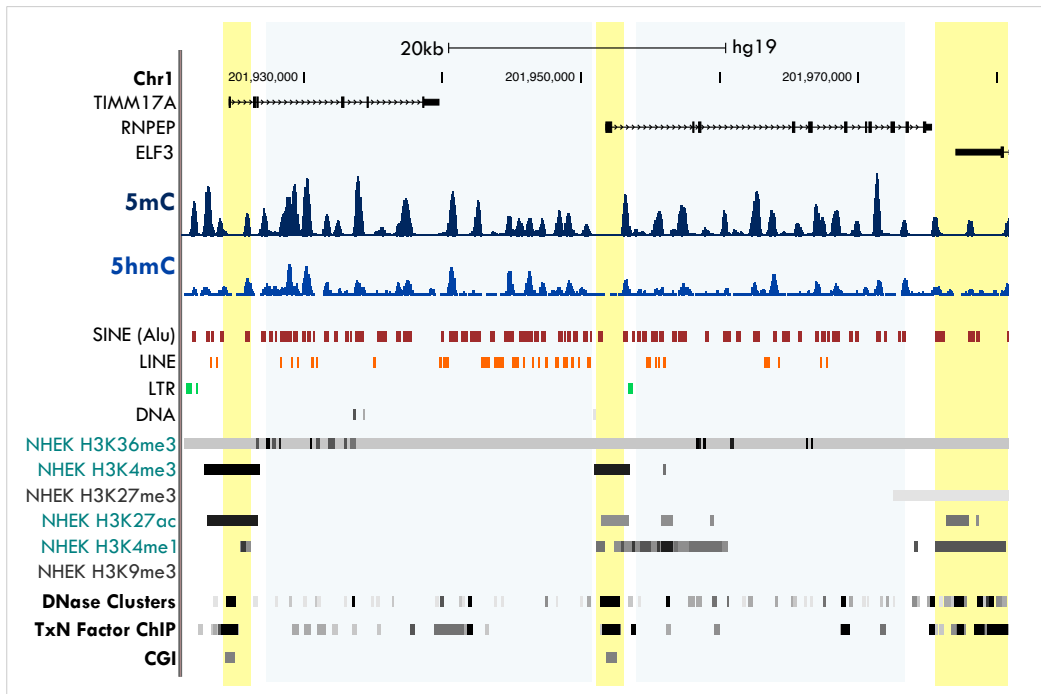 20kb hg19
Chr1 201,930,000 201,950,000 201,970,000
TIMM17A
RNPEP
ELF3
5mC
5hmC
SINE (Alu)
LINE
LTR
DNA
NHEK H3K36me3
NHEK H3K4me3
NHEK H3K27me3
NHEK H3K27ac
NHEK H3K4me1
NHEK H3K9me3
DNase Clusters
TxN Factor ChIP
CGI